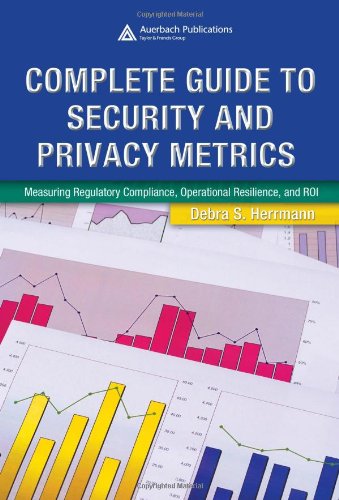 Auerbach Publications
Taylor & Francis Group
COMPLETE GUIDE TO
SECURITY AND
PRIVACY METRICS
Measuring Regulatory Compliance, Operational Resilience, and ROI
Debra S. Herrmann